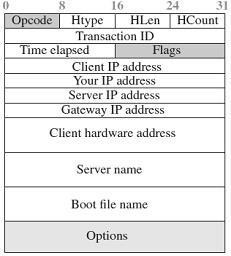 0 8 16 24 31
Opcode Htype HLen HCount
Transaction ID
Time elapsed Flags
Client IP address
Your IP address
Server IP address
Gateway IP address
Client hardware address
Server name
Boot file name
Options